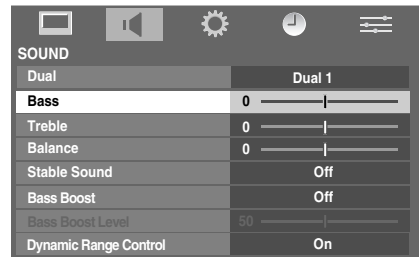 SOUND
Dual Dual 1
Bass 0
Treble 0
Balance 0
Stable Sound Off
Bass Boost Off
Bass Boost Level 50
Dynamic Range Control On